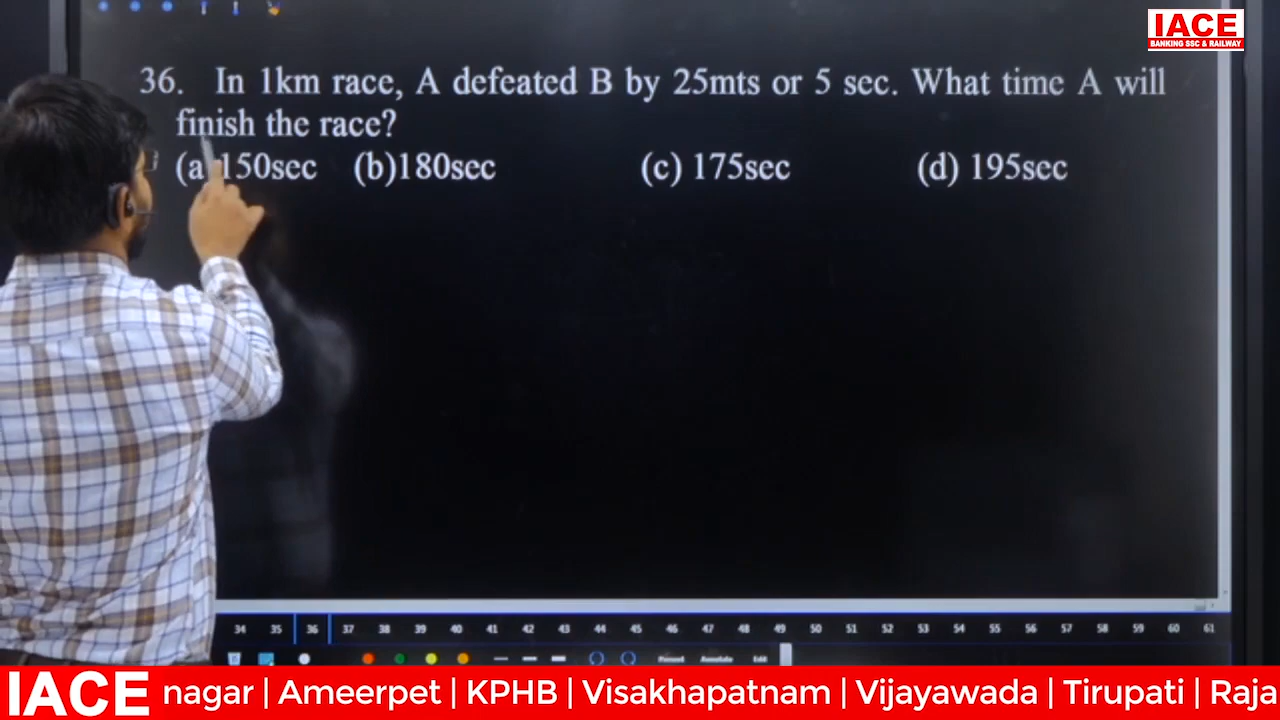 IACE
BANKING SSC & RAILWAY
36. In 1km race, A defeated B by 25mts or 5 sec. What time A will
finish the race?
(a 150sec (b)180sec (c) 175sec (d) 195sec
34 35 36 37 38 39 40 41 42 43 44 45 46 47 48 49 50 51 52 53 54 55 56 57 58 59 60 61
Annotate Edit
IACE nagar | Ameerpet | KPHB | Visakhapatnam | Vijayawada | Tirupati | Raja